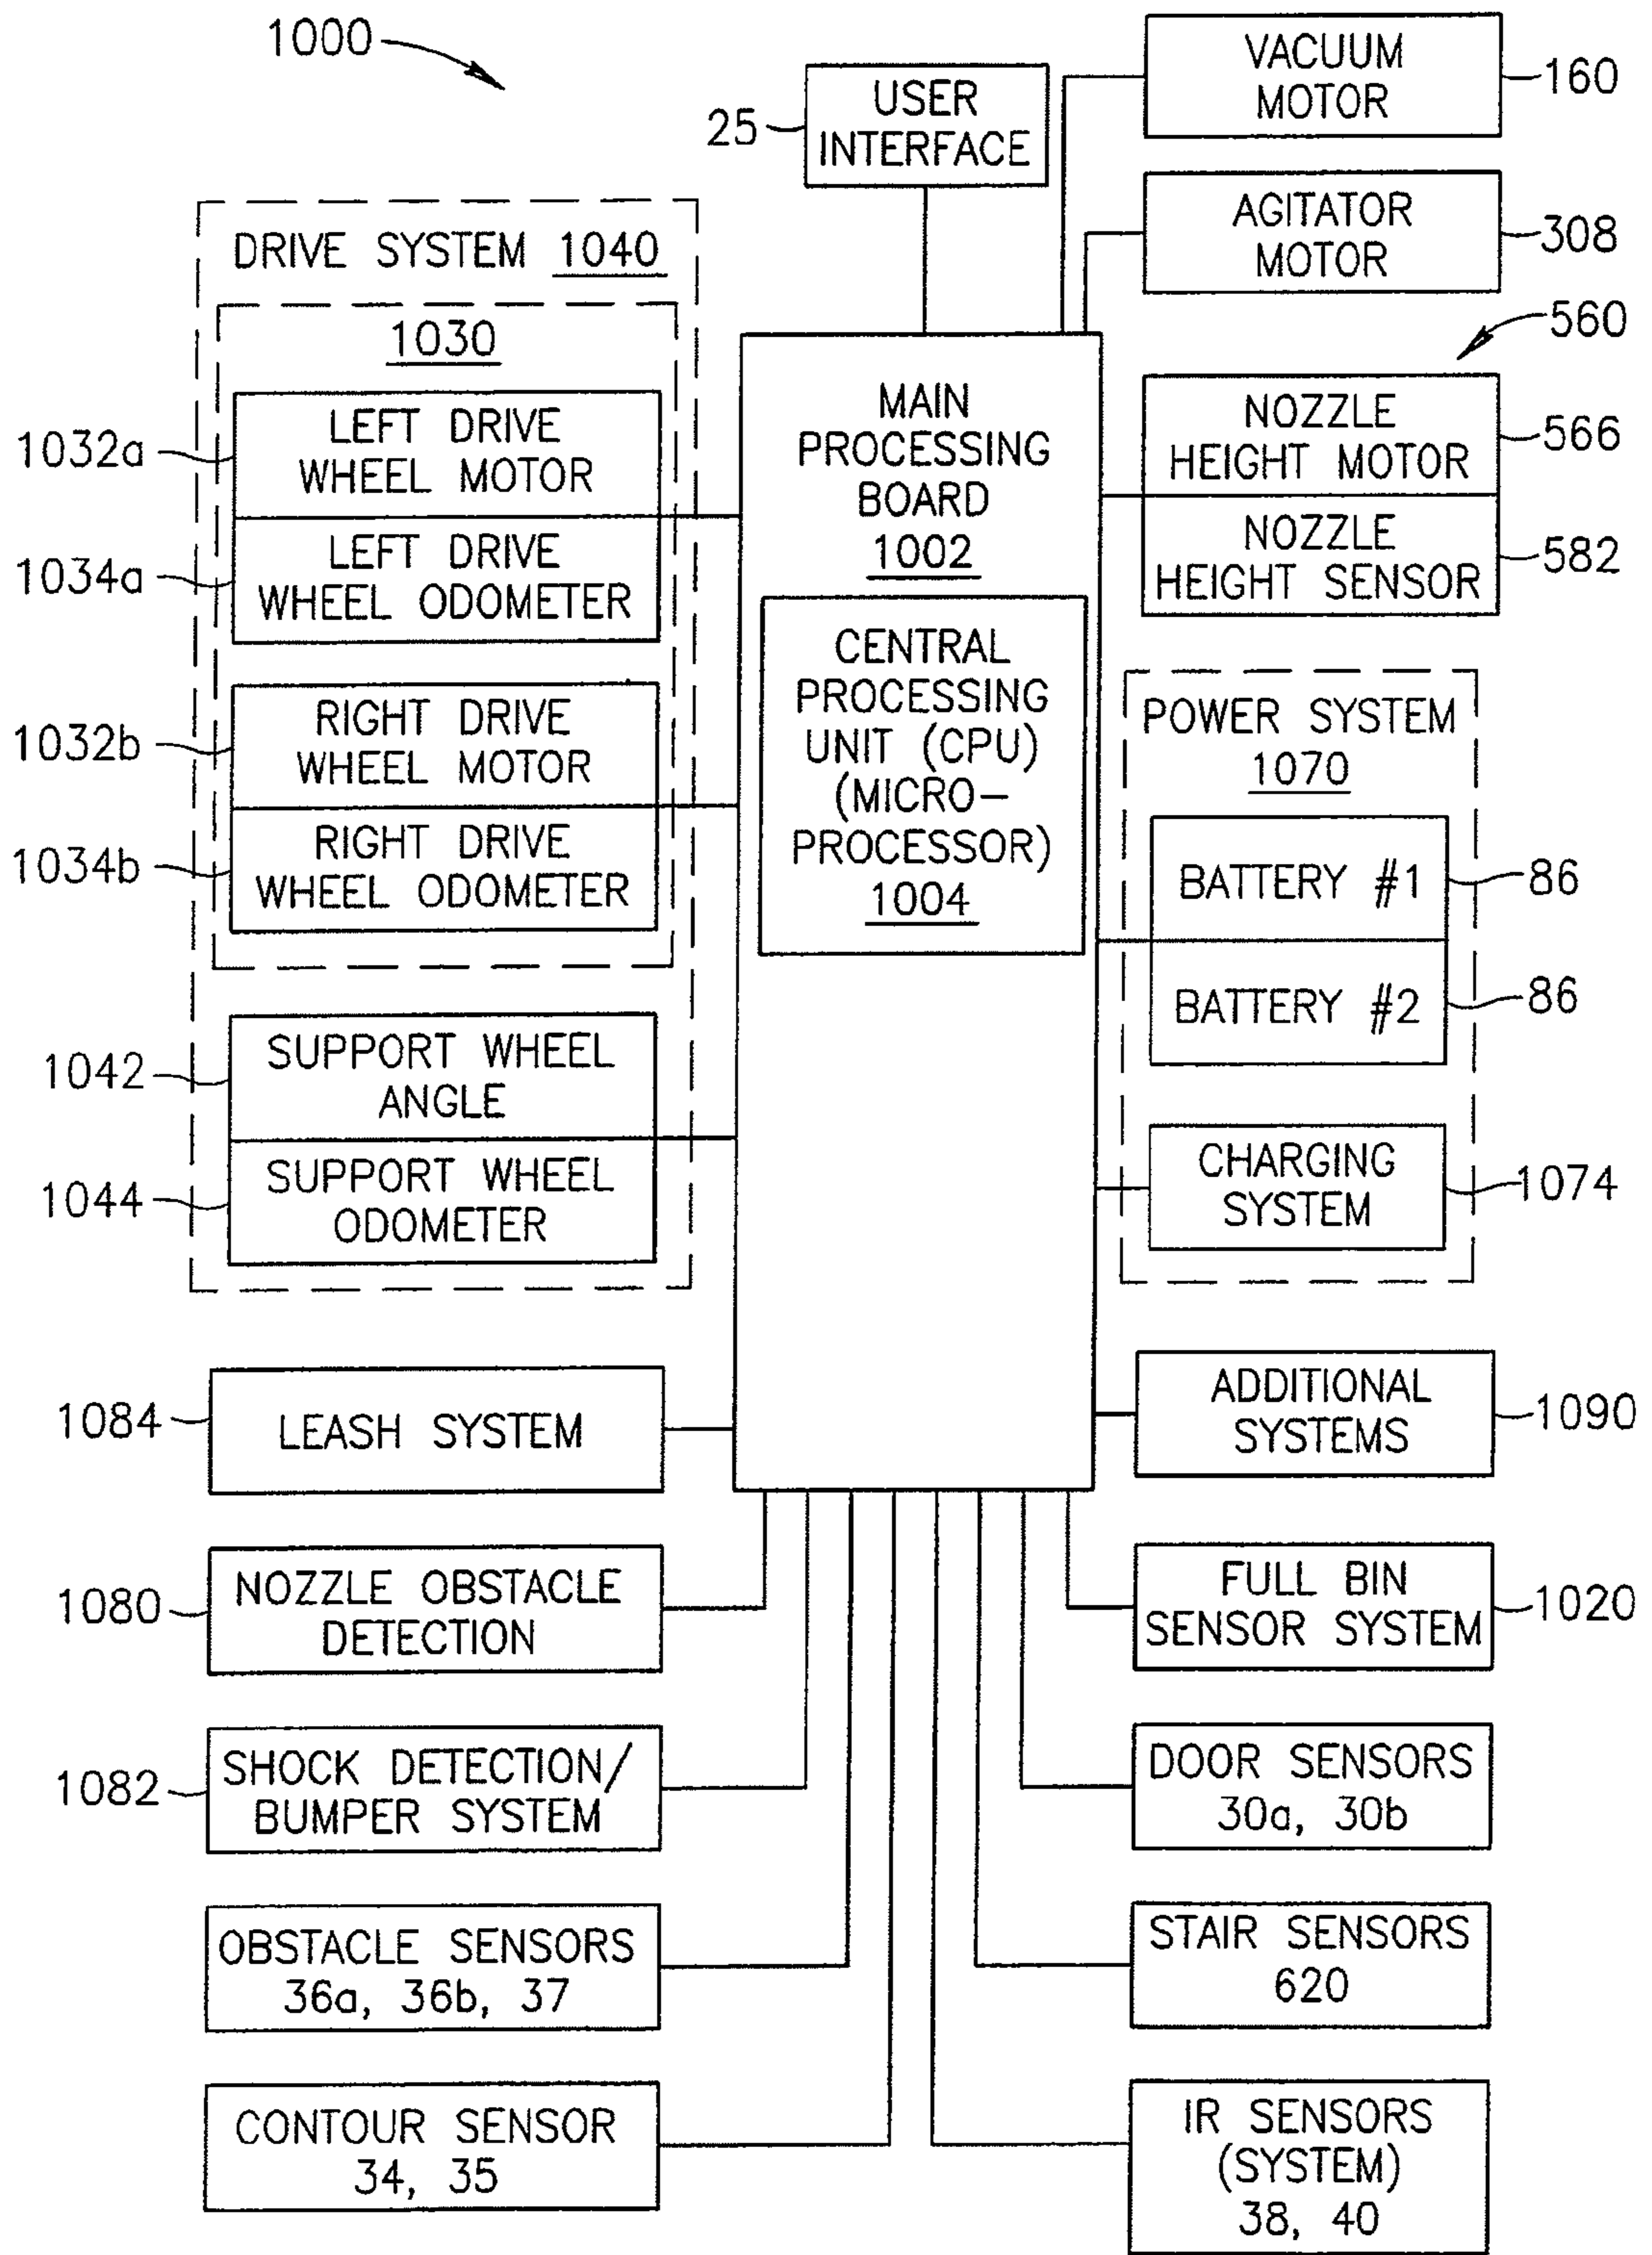 1000
USER
INTERFACE
25
VACUUM
MOTOR
160
AGITATOR
MOTOR
308
DRIVE SYSTEM 1040
1030
LEFT DRIVE
WHEEL MOTOR
1032a
LEFT DRIVE
WHEEL ODOMETER
1034a
RIGHT DRIVE
WHEEL MOTOR
1032b
RIGHT DRIVE
WHEEL ODOMETER
1034b
SUPPORT WHEEL
ANGLE
1042
SUPPORT WHEEL
ODOMETER
1044
MAIN
PROCESSING
BOARD
1002
CENTRAL
PROCESSING
UNIT (CPU)
(MICRO-
PROCESSOR)
1004
560
NOZZLE
HEIGHT MOTOR
566
NOZZLE
HEIGHT SENSOR
582
POWER SYSTEM
1070
BATTERY #1
86
BATTERY #2
86
CHARGING
SYSTEM
1074
1084
LEASH SYSTEM
1080
NOZZLE OBSTACLE
DETECTION
1082
SHOCK DETECTION/
BUMPER SYSTEM
OBSTACLE SENSORS
36a, 36b, 37
CONTOUR SENSOR
34, 35
ADDITIONAL
SYSTEMS
1090
FULL BIN
SENSOR SYSTEM
1020
DOOR SENSORS
30a, 30b
STAIR SENSORS
620
IR SENSORS
(SYSTEM)
38, 40